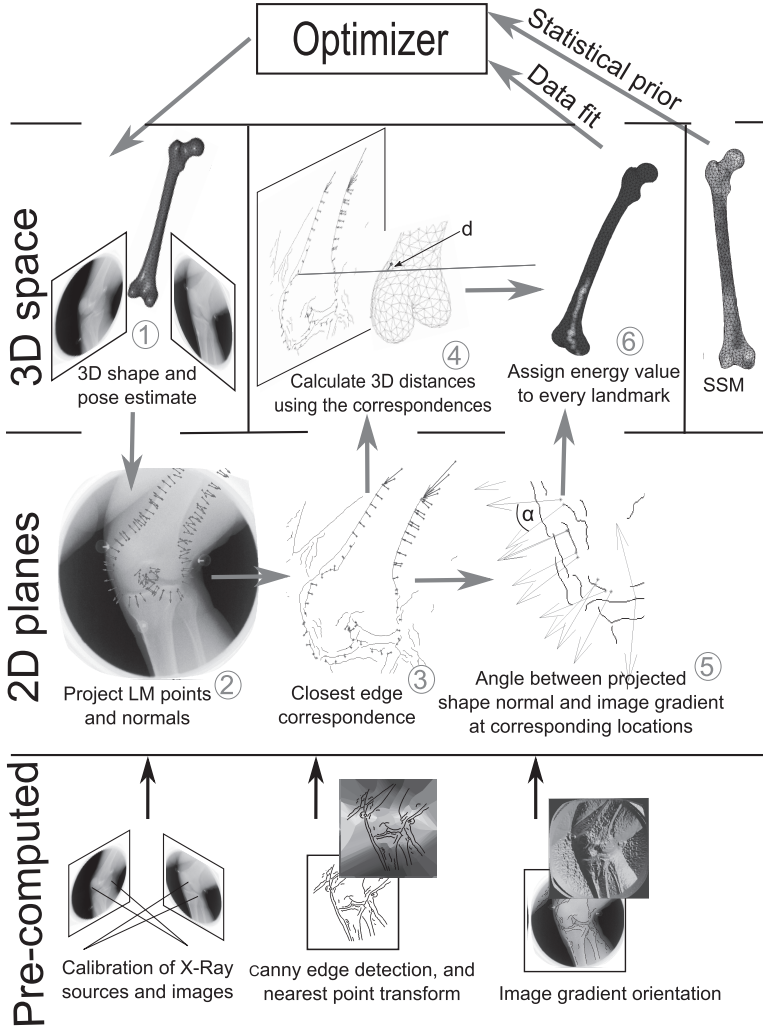 Optimizer
Statistical prior
Data fit
3D space
d
1
3D shape and
pose estimate
4
Calculate 3D distances
using the correspondences
6
Assign energy value
to every landmark
SSM
2D planes
α
2
Project LM points
and normals
3
Closest edge
correspondence
5
Angle between projected
shape normal and image gradient
at corresponding locations
Pre-computed
Calibration of X-Ray
sources and images
canny edge detection, and
nearest point transform
Image gradient orientation